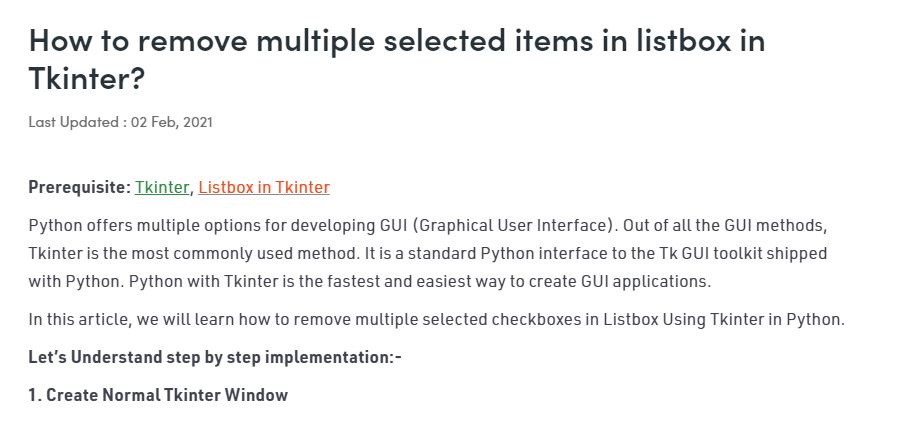 How to remove multiple selected items in listbox in
Tkinter?
Last Updated : 02 Feb, 2021
Prerequisite: Tkinter, Listbox in Tkinter
Python offers multiple options for developing GUI (Graphical User Interface). Out of all the GUI methods,
Tkinter is the most commonly used method. It is a standard Python interface to the Tk GUI toolkit shipped
with Python. Python with Tkinter is the fastest and easiest way to create GUI applications.
In this article, we will learn how to remove multiple selected checkboxes in Listbox Using Tkinter in Python.
Let’s Understand step by step implementation:-
1. Create Normal Tkinter Window